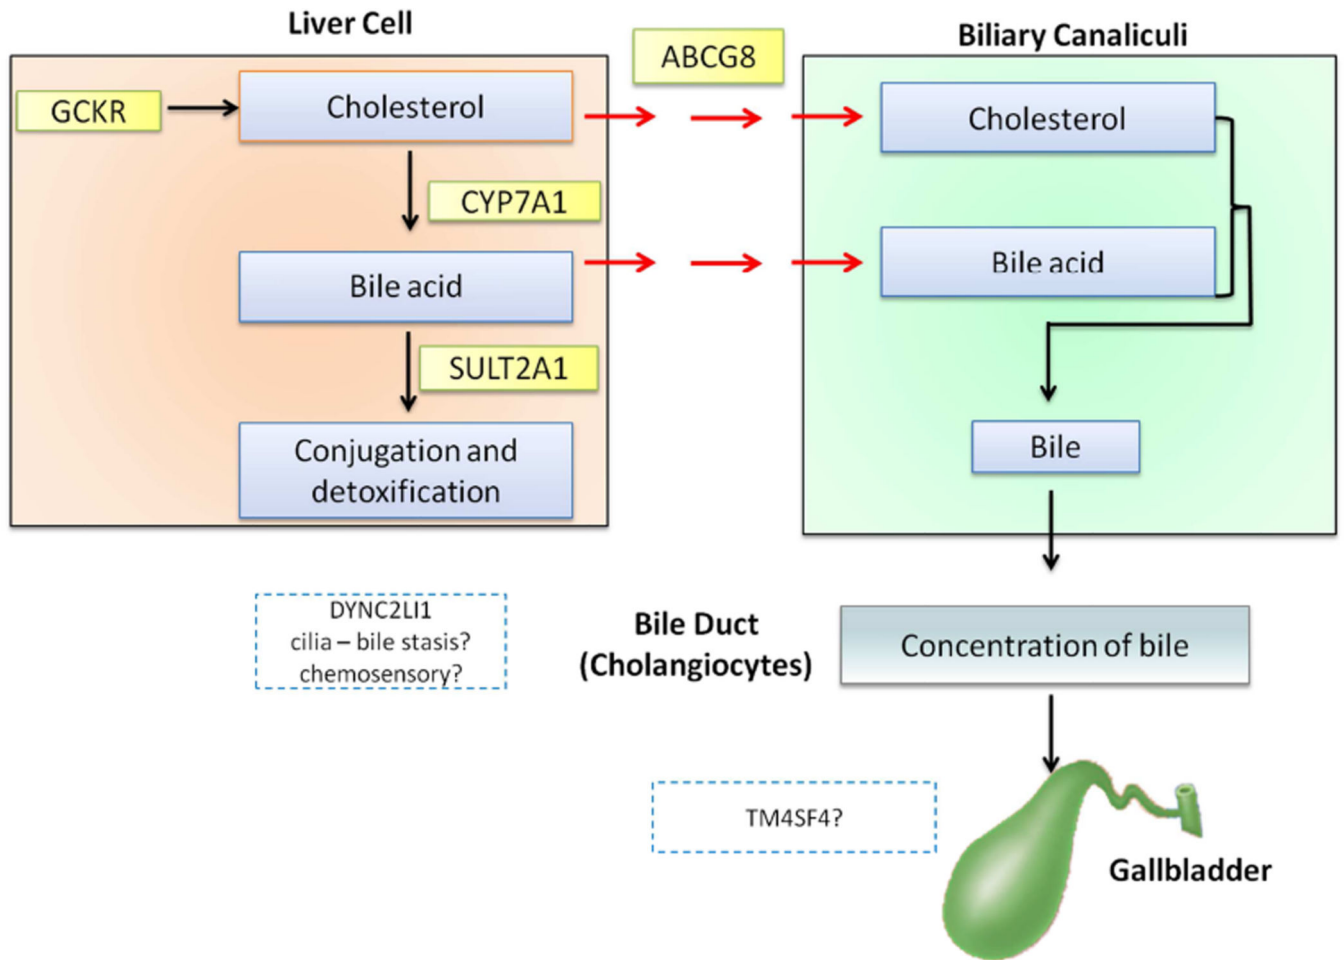 Liver Cell
ABCG8
Biliary Canaliculi
GCKR
Cholesterol
Cholesterol
CYP7A1
Bile acid
Bile acid
SULT2A1
Conjugation and
detoxification
Bile
DYNC2LI1
cilia – bile stasis?
chemosensory?
Bile Duct
(Cholangiocytes)
Concentration of bile
TM4SF4?
Gallbladder